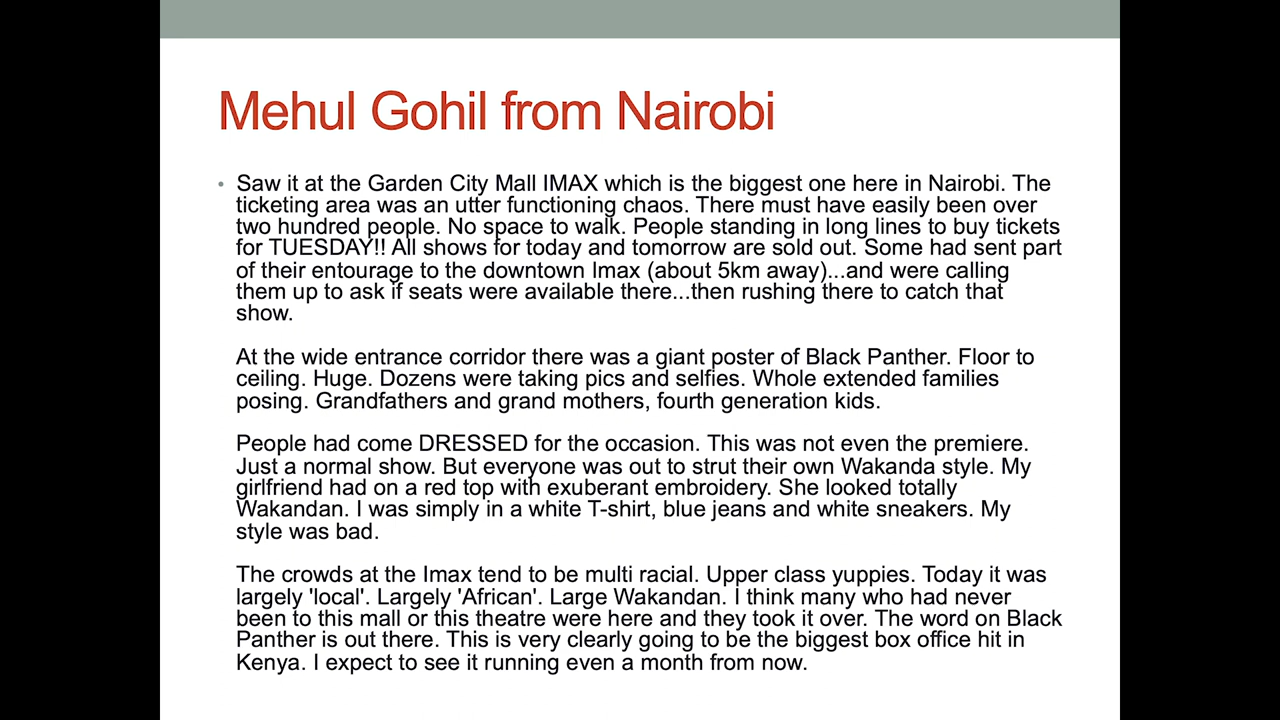 Mehul Gohil from Nairobi
• Saw it at the Garden City Mall IMAX which is the biggest one here in Nairobi. The
ticketing area was an utter functioning chaos. There must have easily been over
two hundred people. No space to walk. People standing in long lines to buy tickets
for TUESDAY!! All shows for today and tomorrow are sold out. Some had sent part
of their entourage to the downtown Imax (about 5km away)...and were calling
them up to ask if seats were available there...then rushing there to catch that
show.
At the wide entrance corridor there was a giant poster of Black Panther. Floor to
ceiling. Huge. Dozens were taking pics and selfies. Whole extended families
posing. Grandfathers and grand mothers, fourth generation kids.
People had come DRESSED for the occasion. This was not even the premiere.
Just a normal show. But everyone was out to strut their own Wakanda style. My
girlfriend had on a red top with exuberant embroidery. She looked totally
Wakandan. I was simply in a white T-shirt, blue jeans and white sneakers. My
style was bad.
The crowds at the Imax tend to be multi racial. Upper class yuppies. Today it was
largely 'local'. Largely 'African'. Large Wakandan. I think many who had never
been to this mall or this theatre were here and they took it over. The word on Black
Panther is out there. This is very clearly going to be the biggest box office hit in
Kenya. I expect to see it running even a month from now.